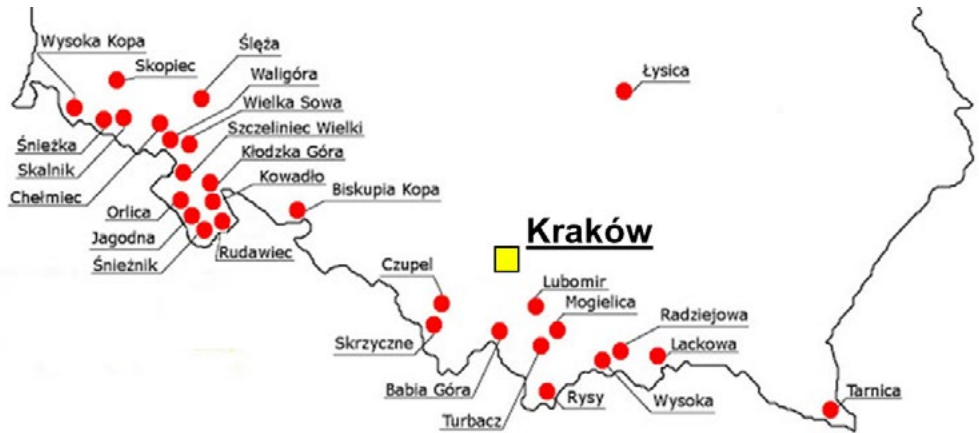 Wysoka Kopa
Ślęża
Skopiec
Waligóra
Łysica
Wielka Sowa
Szczeliniec Wielki
Śnieżka
Kłodzka Góra
Skalnik
Kowadło
Chełmiec
Biskupia Kopa
Orlica
Kraków
Jagodna
Rudawiec
Śnieżnik
Czupel
Lubomir
Mogielica
Radziejowa
Skrzyczne
Lackowa
Babia Góra
Rysy
Wysoka
Tarnica
Turbacz